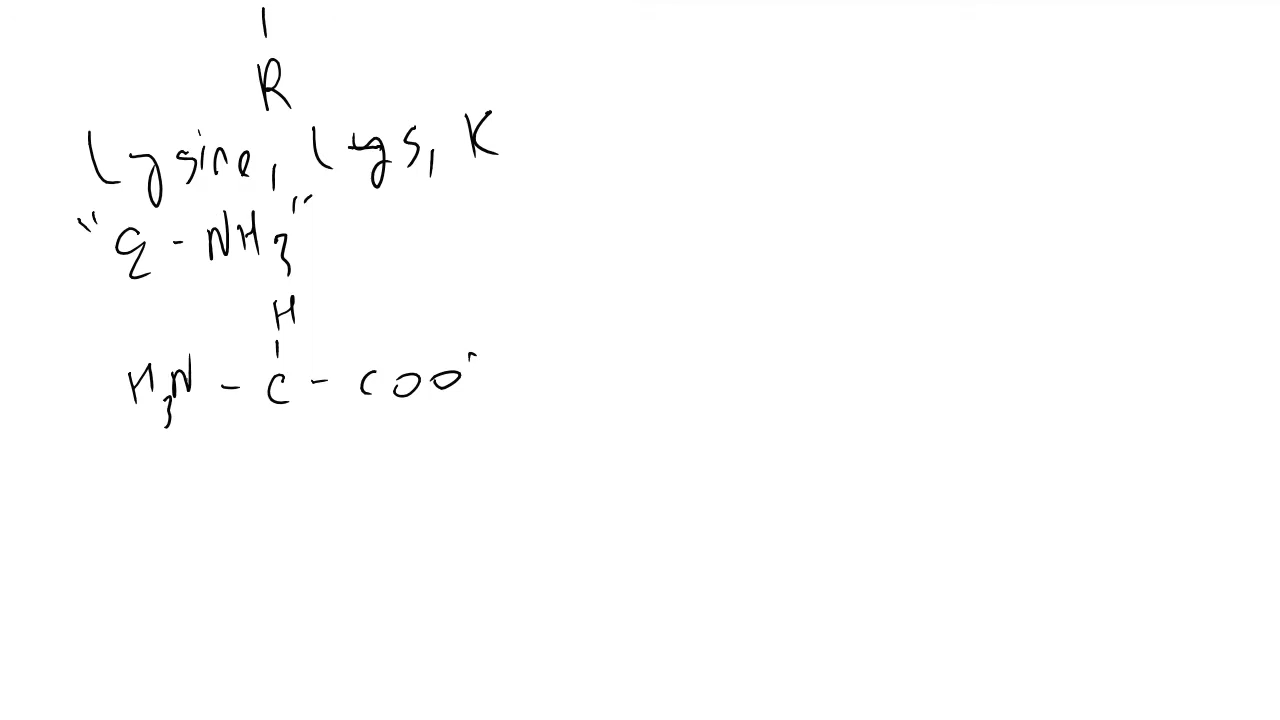 R
Lysine, Lys, K
"ε - NH3"
H
H3N - C - COO-